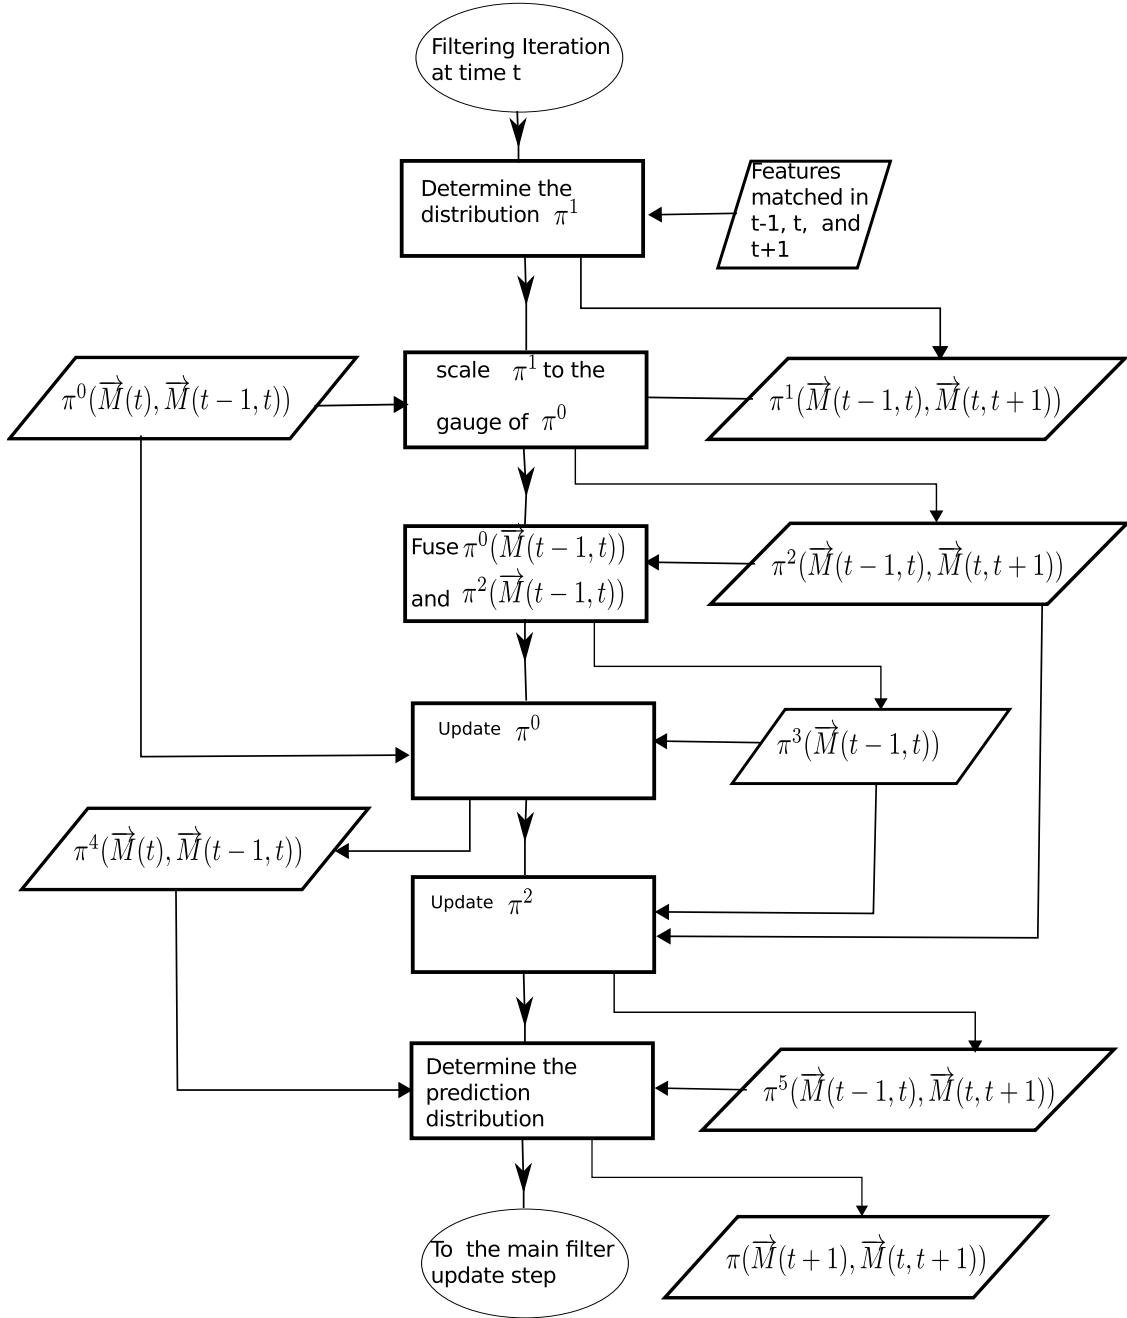 Filtering Iteration
at time t
Determine the
distribution π¹
Features
matched in
t-1, t, and
t+1
scale π¹ to the
gauge of π⁰
π⁰(M⃗(t), M⃗(t − 1, t))
π¹(M⃗(t − 1, t), M⃗(t, t + 1))
Fuse π⁰(M⃗(t − 1, t))
and π²(M⃗(t − 1, t))
π²(M⃗(t − 1, t), M⃗(t, t + 1))
Update π⁰
π³(M⃗(t − 1, t))
π⁴(M⃗(t), M⃗(t − 1, t))
Update π²
Determine the
prediction
distribution
π⁵(M⃗(t − 1, t), M⃗(t, t + 1))
To the main filter
update step
π(M⃗(t + 1), M⃗(t, t + 1))